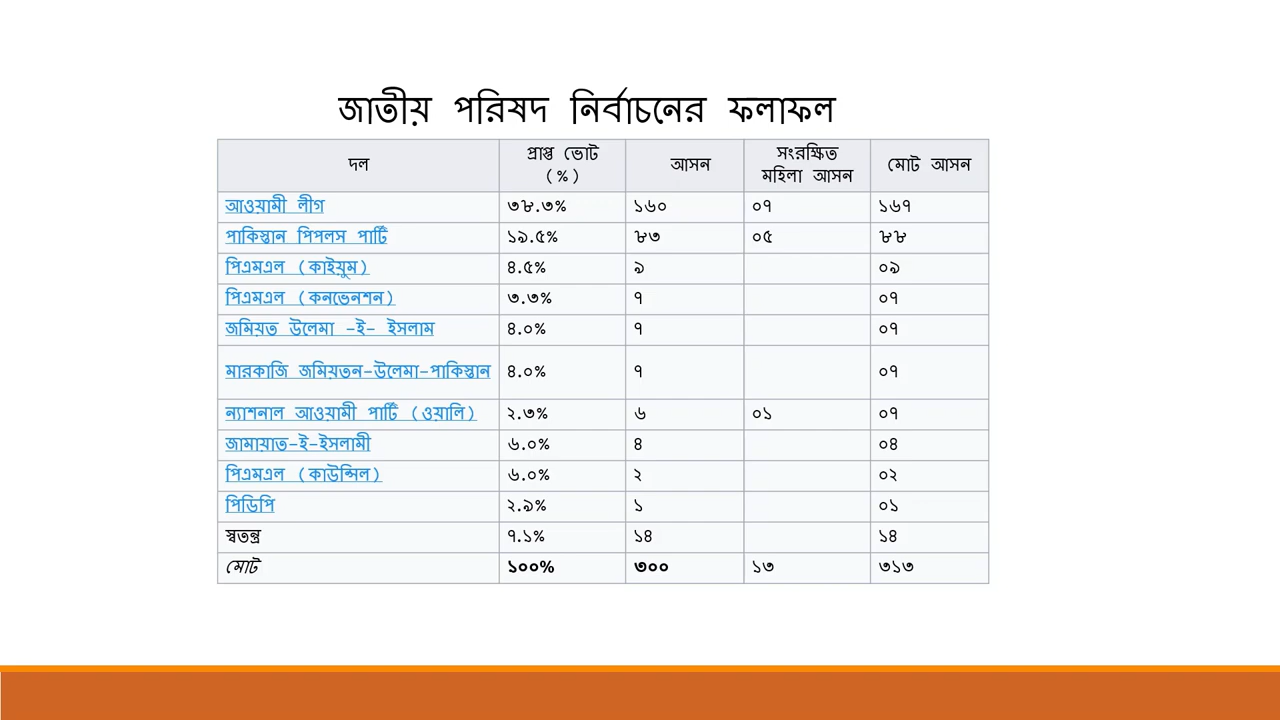 জাতীয় পরিষদ নির্বাচনের ফলাফল
দল প্রাপ্ত ভোট (%) আসন সংরক্ষিত মহিলা আসন মোট আসন
আওয়ামী লীগ ৩৮.৩% ১৬০ ০৭ ১৬৭
পাকিস্তান পিপলস পার্টি ১৯.৫% ৮৩ ০৫ ৮৮
পিএমএল (কাইয়ুম) ৪.৫% ৯ ০৯
পিএমএল (কনভেনশন) ৩.৩% ৭ ০৭
জমিয়ত উলেমা -ই- ইসলাম ৪.০% ৭ ০৭
মারকাজি জমিয়তন-উলেমা-পাকিস্তান ৪.০% ৭ ০৭
ন্যাশনাল আওয়ামী পার্টি (ওয়ালি) ২.৩% ৬ ০১ ০৭
জামায়াত-ই-ইসলামী ৬.০% ৪ ০৪
পিএমএল (কাউন্সিল) ৬.০% ২ ০২
পিডিপি ২.৯% ১ ০১
স্বতন্ত্র ৭.১% ১৪ ১৪
মোট ১০০% ৩০০ ১৩ ৩১৩